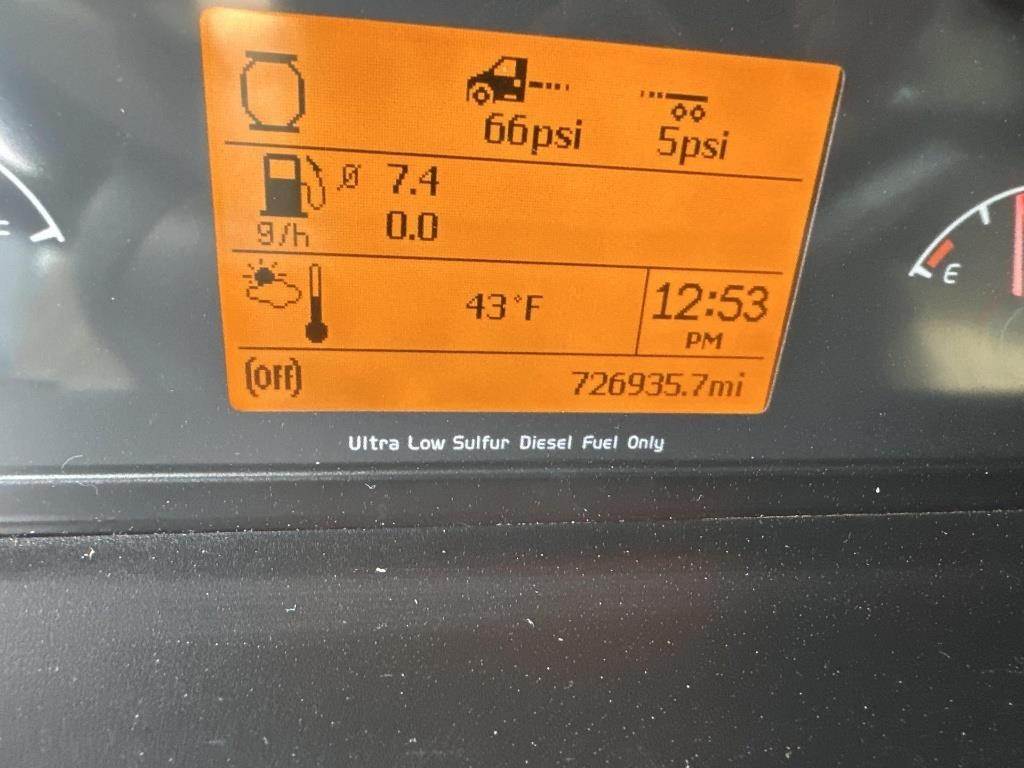 66psi 5psi
Ø 7.4
g/h 0.0
43°F 12:53
PM
(OFF) 726935.7mi
Ultra Low Sulfur Diesel Fuel Only
E